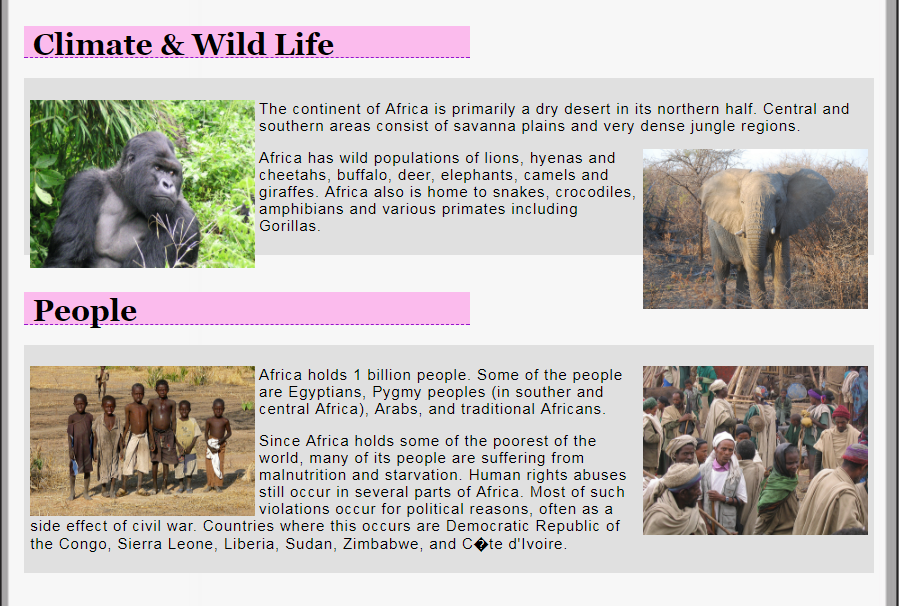 Climate & Wild Life
The continent of Africa is primarily a dry desert in its northern half. Central and
southern areas consist of savanna plains and very dense jungle regions.
Africa has wild populations of lions, hyenas and
cheetahs, buffalo, deer, elephants, camels and
giraffes. Africa also is home to snakes, crocodiles,
amphibians and various primates including
Gorillas.
People
Africa holds 1 billion people. Some of the people
are Egyptians, Pygmy peoples (in souther and
central Africa), Arabs, and traditional Africans.
Since Africa holds some of the poorest of the
world, many of its people are suffering from
malnutrition and starvation. Human rights abuses
still occur in several parts of Africa. Most of such
violations occur for political reasons, often as a
side effect of civil war. Countries where this occurs are Democratic Republic of
the Congo, Sierra Leone, Liberia, Sudan, Zimbabwe, and C�te d'Ivoire.